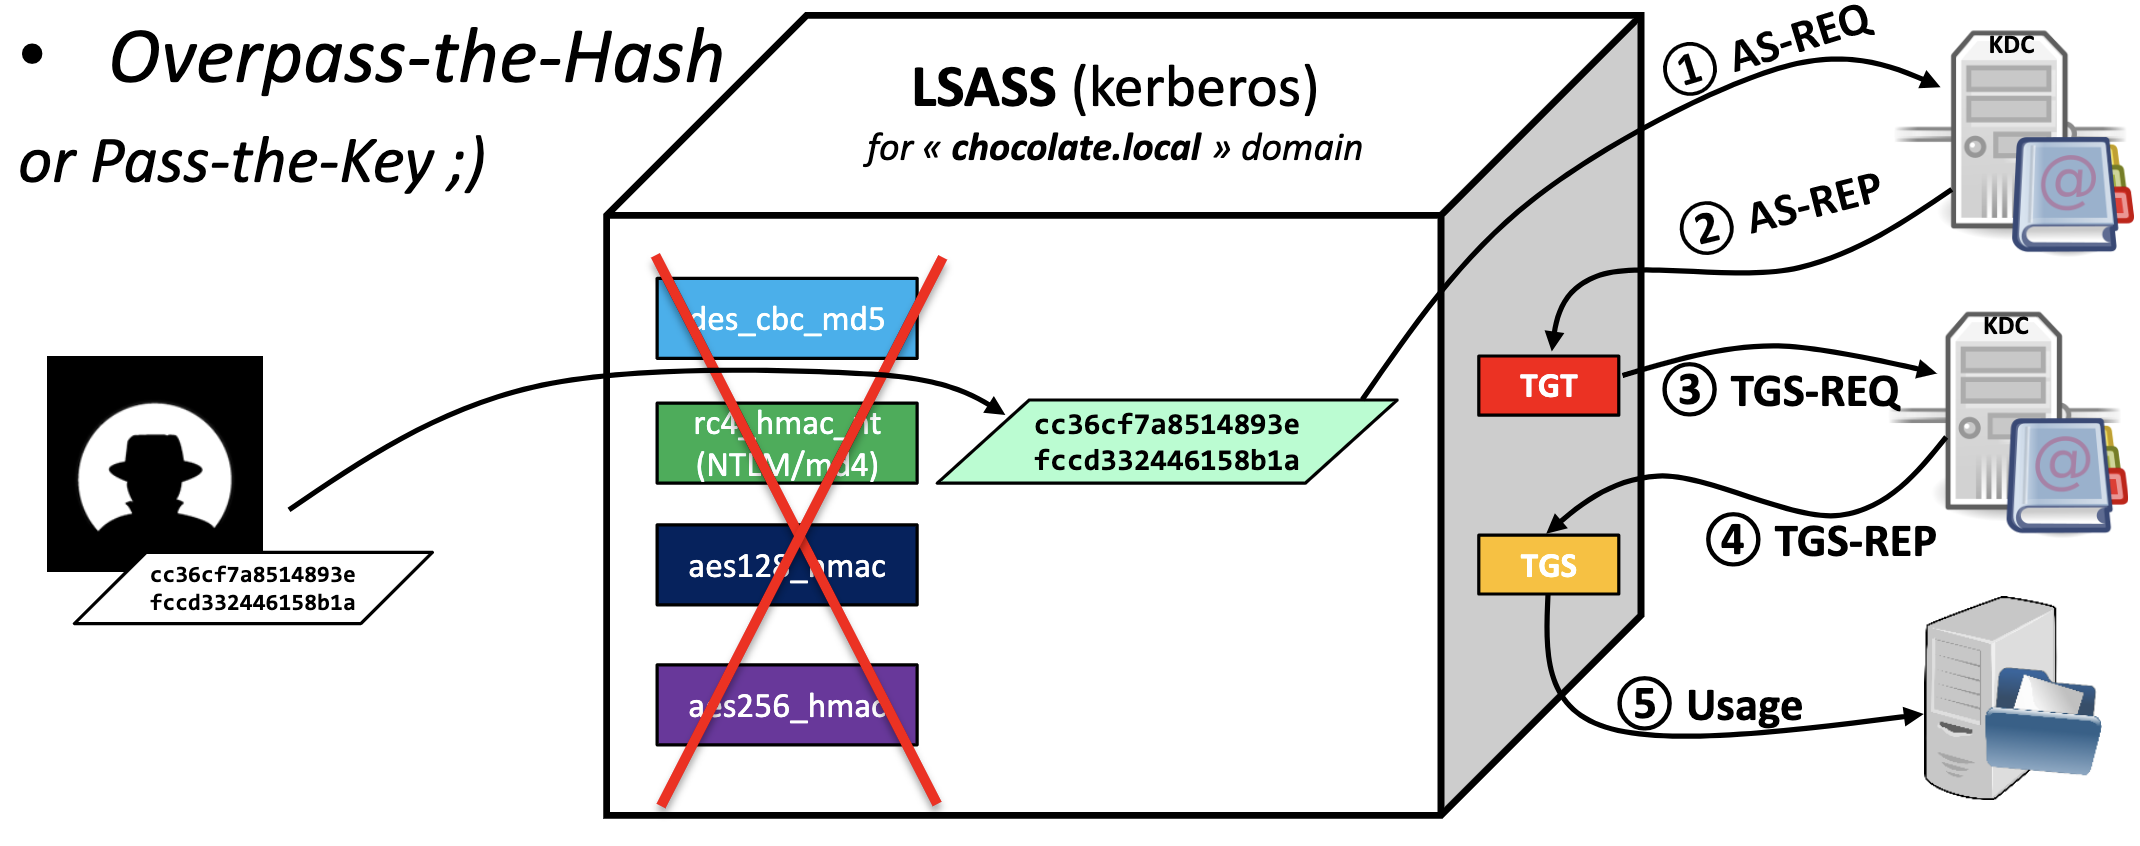 • Overpass-the-Hash
or Pass-the-Key ;)
LSASS (kerberos)
for « chocolate.local » domain
des_cbc_md5
rc4_hmac_nt
(NTLM/md4)
aes128_hmac
aes256_hmac
cc36cf7a8514893e
fccd332446158b1a
cc36cf7a8514893e
fccd332446158b1a
① AS-REQ
KDC
@
② AS-REP
TGT
③ TGS-REQ
KDC
@
④ TGS-REP
TGS
⑤ Usage